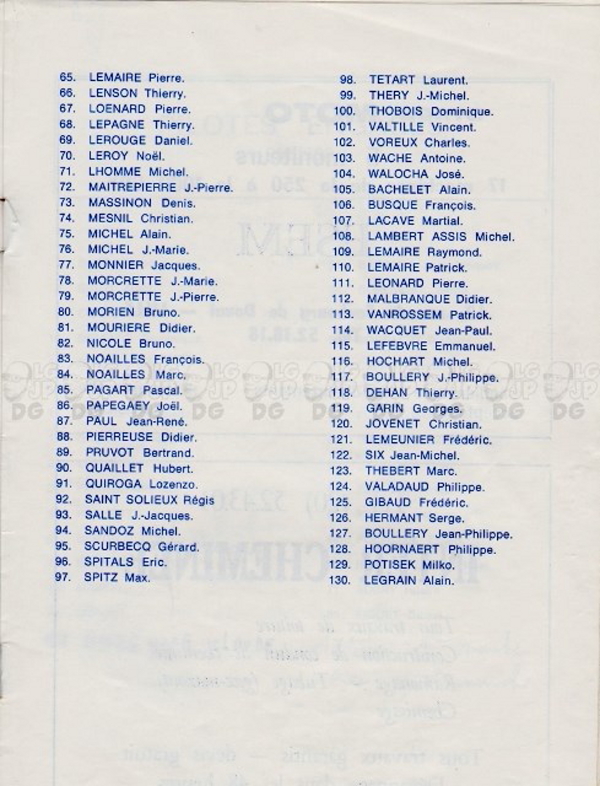 65. LEMAIRE Pierre.
66. LENSON Thierry.
67. LOENARD Pierre.
68. LEPAGNE Thierry.
69. LEROUGE Daniel.
70. LEROY Noël.
71. LHOMME Michel.
72. MAITREPIERRE J.-Pierre.
73. MASSINON Denis.
74. MESNIL Christian.
75. MICHEL Alain.
76. MICHEL J.-Marie.
77. MONNIER Jacques.
78. MORCRETTE J.-Marie.
79. MORCRETTE J.-Pierre.
80. MORIEN Bruno.
81. MOURIERE Didier.
82. NICOLE Bruno.
83. NOAILLES François.
84. NOAILLES Marc.
85. PAGART Pascal.
86. PAPEGAEY Joël.
87. PAUL Jean-René.
88. PIERREUSE Didier.
89. PRUVOT Bertrand.
90. QUAILLET Hubert.
91. QUIROGA Lozenzo.
92. SAINT SOLIEUX Régis
93. SALLE J.-Jacques.
94. SANDOZ Michel.
95. SCURBECQ Gérard.
96. SPITALS Eric.
97. SPITZ Max.
98. TETART Laurent.
99. THERY J.-Michel.
100. THOBOIS Dominique.
101. VALTILLE Vincent.
102. VOREUX Charles.
103. WACHE Antoine.
104. WALOCHA José.
105. BACHELET Alain.
106. BUSQUE François.
107. LACAVE Martial.
108. LAMBERT ASSIS Michel.
109. LEMAIRE Raymond.
110. LEMAIRE Patrick.
111. LEONARD Pierre.
112. MALBRANQUE Didier.
113. VANROSSEM Patrick.
114. WACQUET Jean-Paul.
115. LEFEBVRE Emmanuel.
116. HOCHART Michel.
117. BOULLERY J.-Philippe.
118. DEHAN Thierry.
119. GARIN Georges.
120. JOVENET Christian.
121. LEMEUNIER Frédéric.
122. SIX Jean-Michel.
123. THEBERT Marc.
124. VALADAUD Philippe.
125. GIBAUD Frédéric.
126. HERMANT Serge.
127. BOULLERY Jean-Philippe.
128. HOORNAERT Philippe.
129. POTISEK Milko.
130. LEGRAIN Alain.